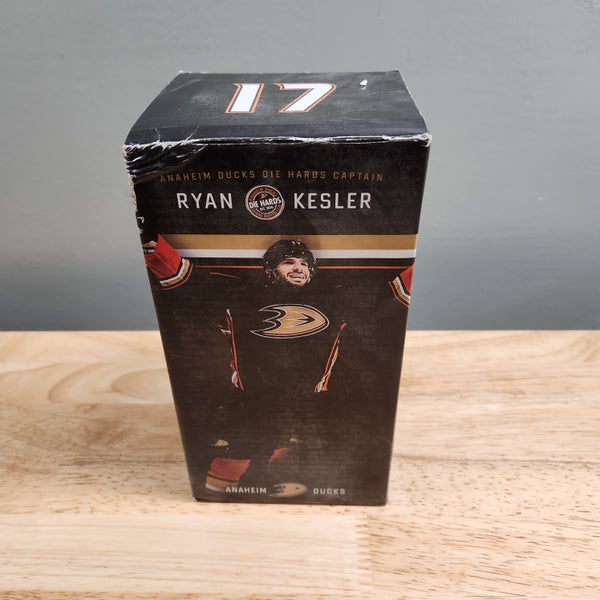 17
ANAHEIM DUCKS DIE HARDS CAPTAIN
RYAN DIE HARDS KESLER
ANAHEIM DUCKS